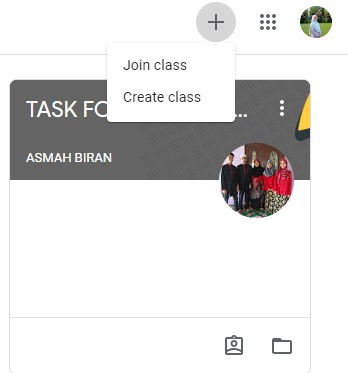 Join class
Create class
TASK FO...
ASMAH BIRAN